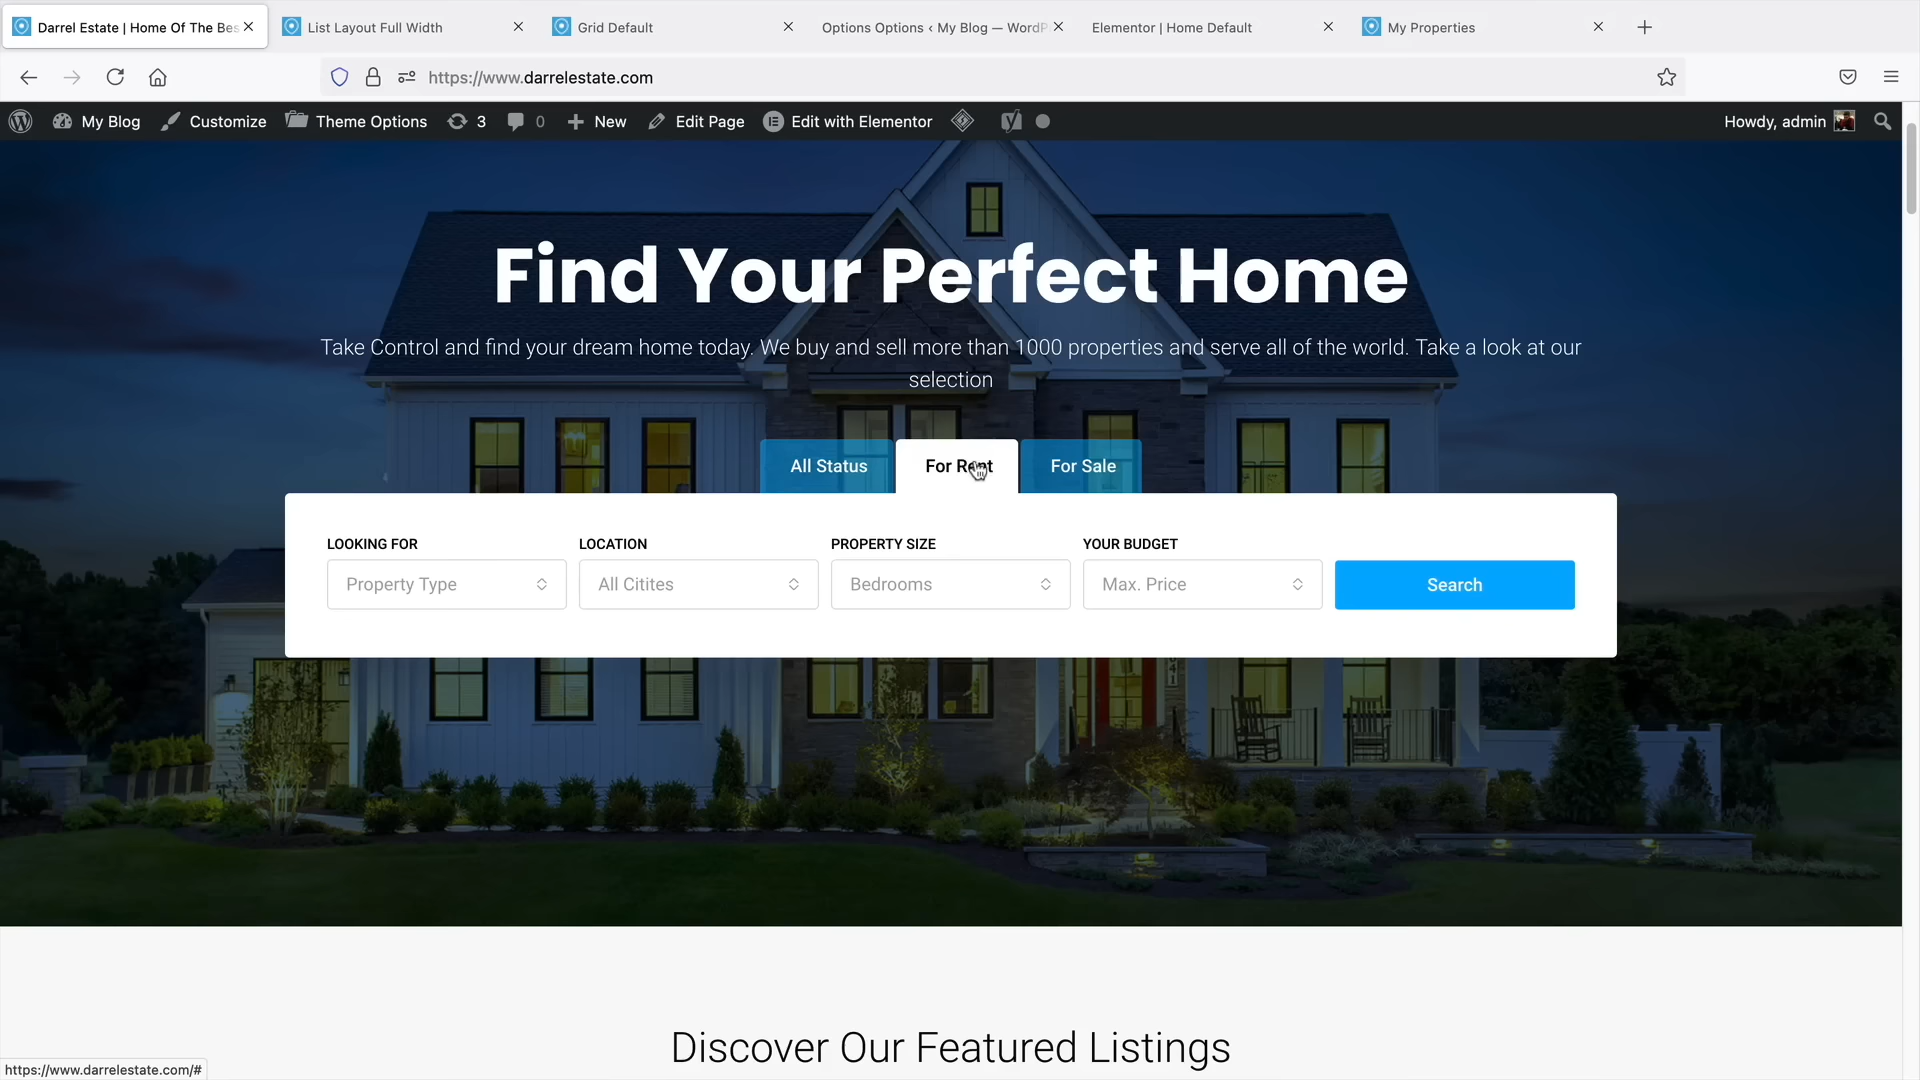 Darrel Estate | Home Of The Bes
List Layout Full Width
Grid Default
Options Options ‹ My Blog — WordP
Elementor | Home Default
My Properties
https://www.darrelestate.com
My Blog
Customize
Theme Options
3
0
New
Edit Page
Edit with Elementor
Howdy, admin
Find Your Perfect Home
Take Control and find your dream home today. We buy and sell more than 1000 properties and serve all of the world. Take a look at our
selection
All Status
For Rent
For Sale
LOOKING FOR
LOCATION
PROPERTY SIZE
YOUR BUDGET
Property Type
All Citites
Bedrooms
Max. Price
Search
Discover Our Featured Listings
https://www.darrelestate.com/#